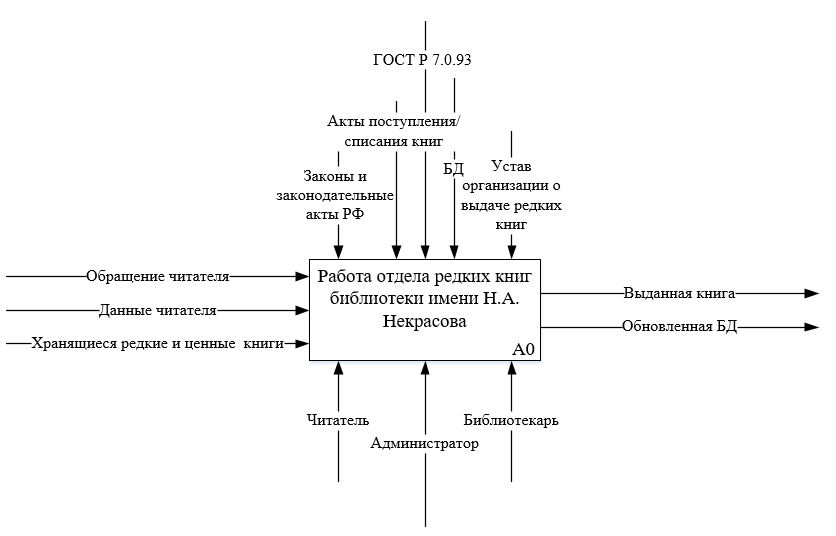 ГОСТ Р 7.0.93
Акты поступления/
списания книг
Законы и
законодательные
акты РФ
БД
Устав
организации о
выдаче редких
книг
Обращение читателя
Данные читателя
Хранящиеся редкие и ценные книги
Работа отдела редких книг
библиотеки имени Н.А.
Некрасова
A0
Выданная книга
Обновленная БД
Читатель
Администратор
Библиотекарь